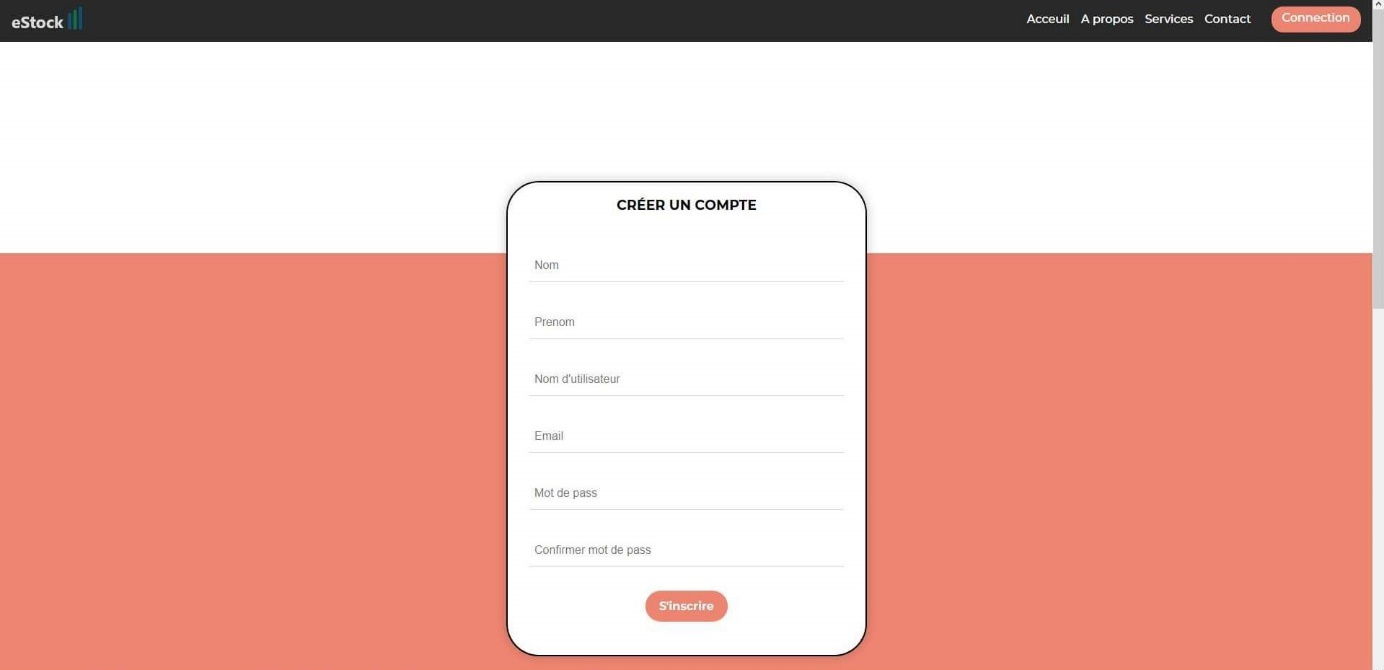 eStock
Acceuil A propos Services Contact Connection
CRÉER UN COMPTE
Nom
Prenom
Nom d'utilisateur
Email
Mot de pass
Confirmer mot de pass
S'inscrire